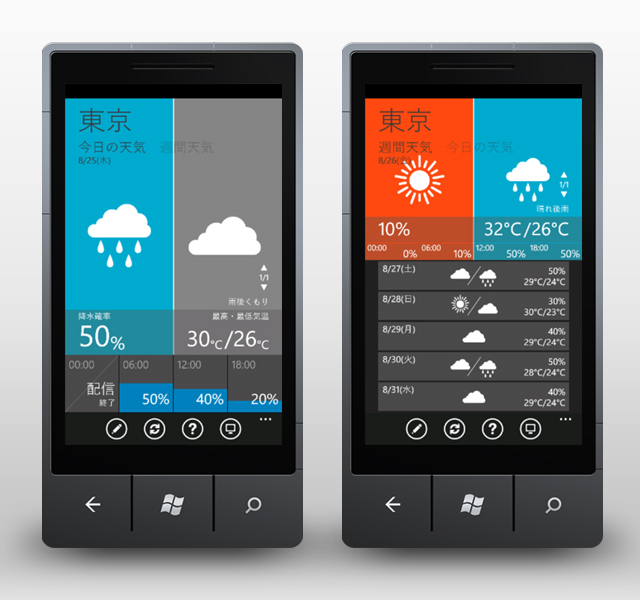 東京
今日の天気 週間天気
8/25(木)
1/1
雨後くもり
降水確率
最高・最低気温
50%
30℃/26℃
00:00 06:00 12:00 18:00
配信
終了
50% 40% 20%
東京
週間天気 今日の天気
8/26(金)
1/1
晴れ後雨
10% 32°C/26°C
00:00 06:00 12:00 18:00
0% 10% 50% 50%
8/27(土) 50%
29°C/24°C
8/28(日) 30%
30°C/23°C
8/29(月) 40%
29°C/24°C
8/30(火) 50%
28°C/24°C
8/31(水) 40%
29°C/24°C